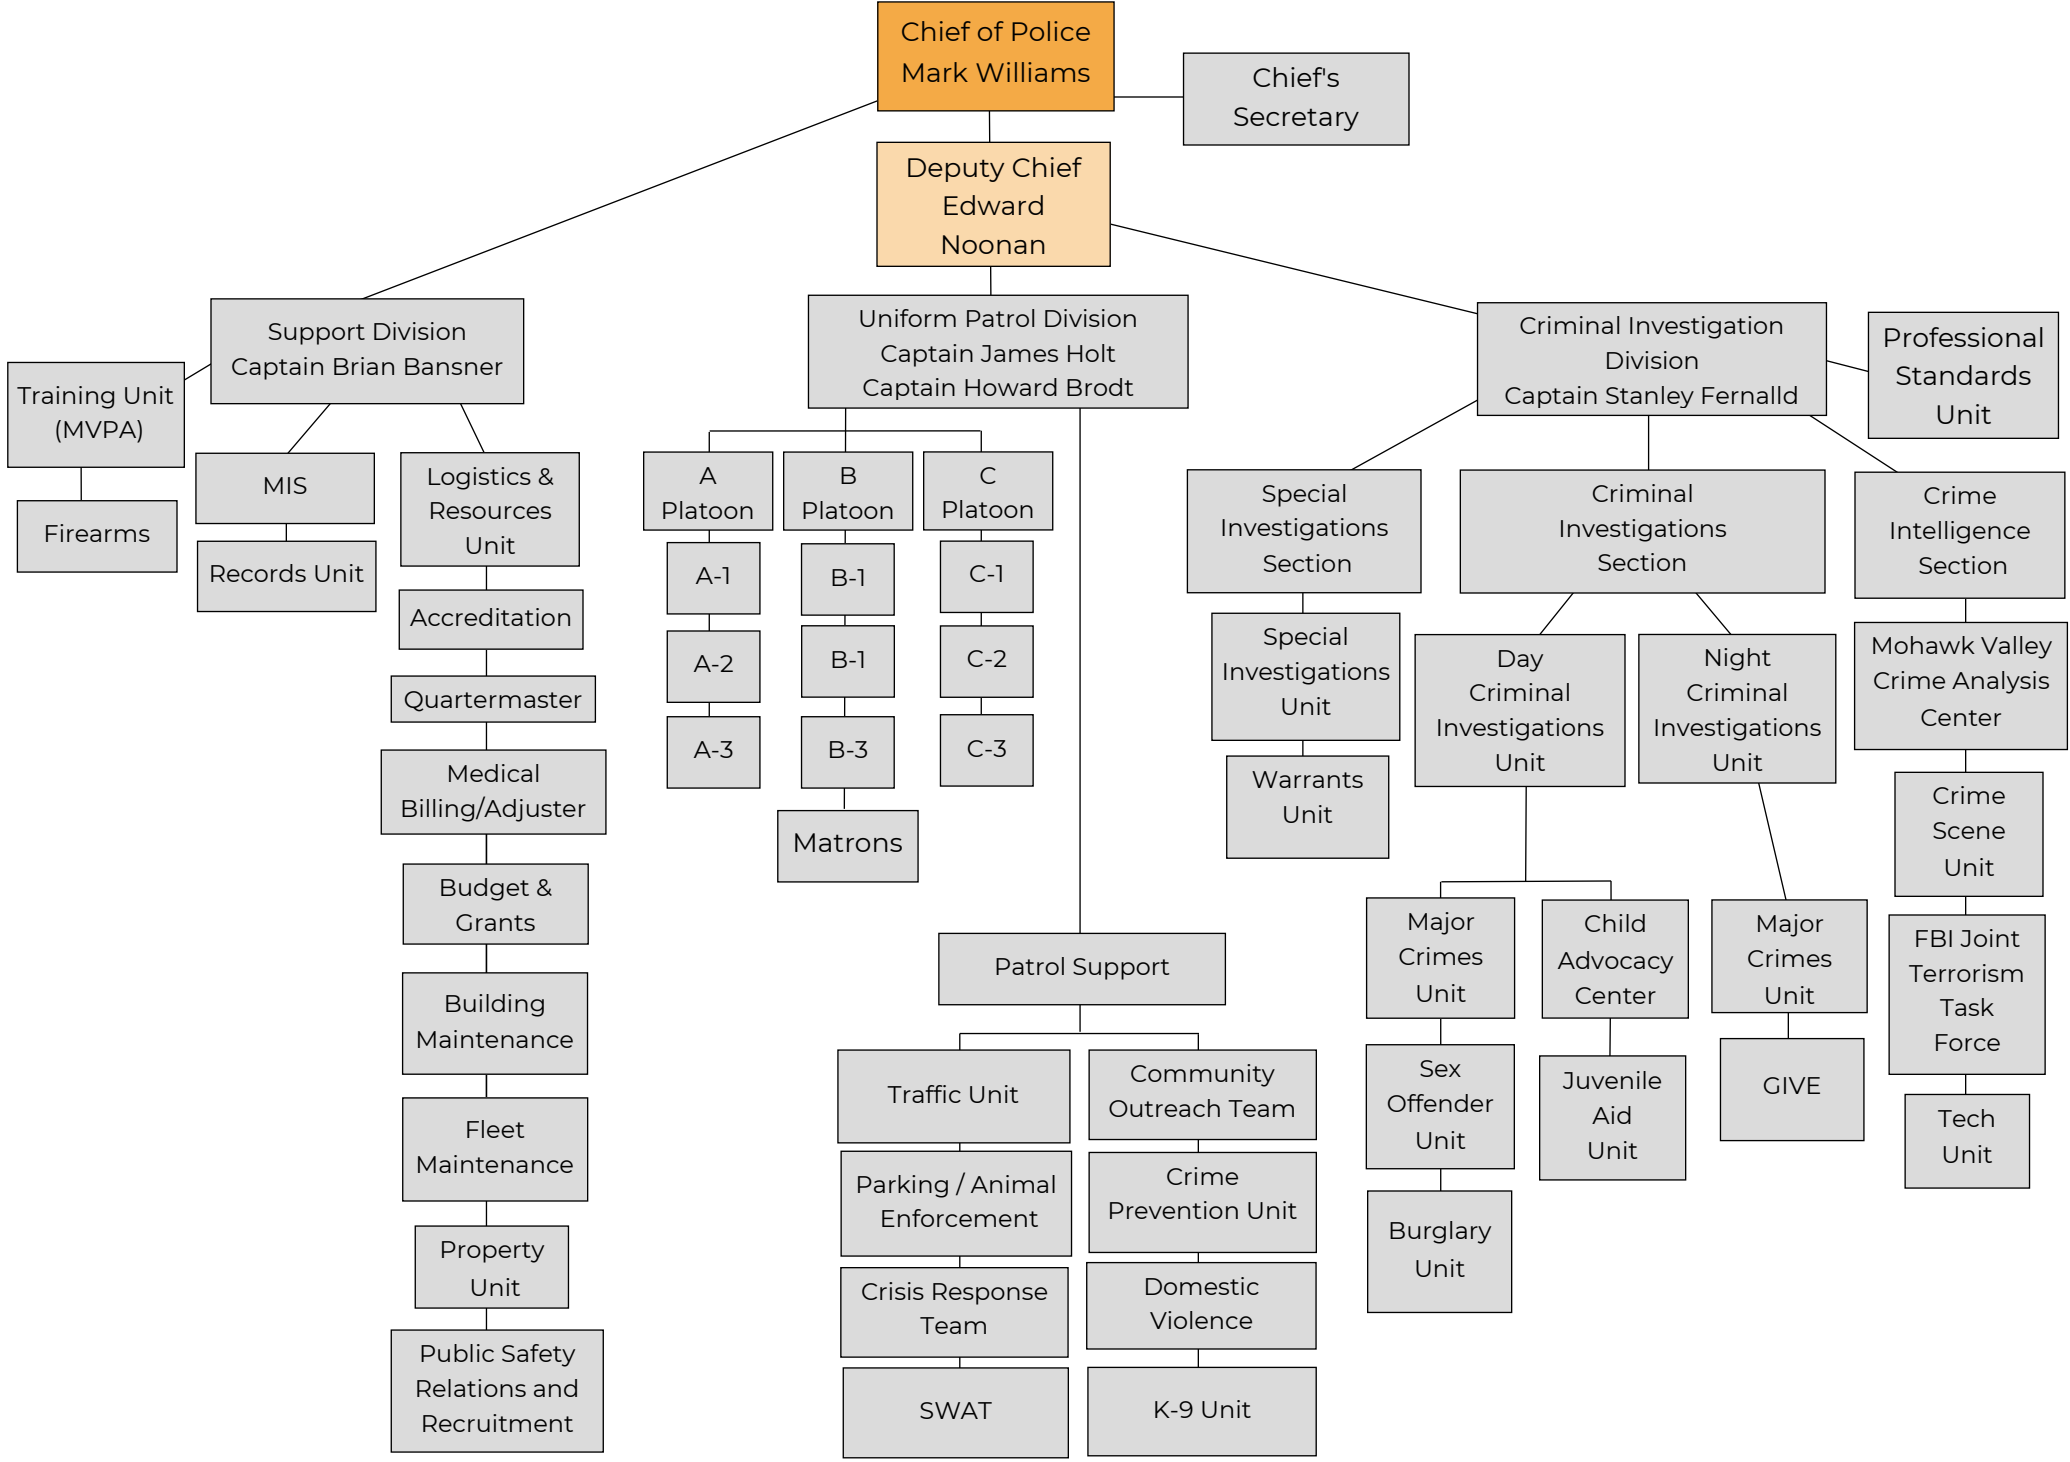 Chief of Police
Mark Williams
Chief's
Secretary
Deputy Chief
Edward
Noonan
Support Division
Captain Brian Bansner
Uniform Patrol Division
Captain James Holt
Captain Howard Brodt
Criminal Investigation
Division
Captain Stanley Fernalld
Professional
Standards
Unit
Training Unit
(MVPA)
Firearms
MIS
Records Unit
Logistics &
Resources
Unit
Accreditation
Quartermaster
Medical
Billing/Adjuster
Budget &
Grants
Building
Maintenance
Fleet
Maintenance
Property
Unit
Public Safety
Relations and
Recruitment
A
Platoon
A-1
A-2
A-3
B
Platoon
B-1
B-1
B-3
Matrons
C
Platoon
C-1
C-2
C-3
Patrol Support
Traffic Unit
Parking / Animal
Enforcement
Crisis Response
Team
SWAT
Community
Outreach Team
Crime
Prevention Unit
Domestic
Violence
K-9 Unit
Special
Investigations
Section
Special
Investigations
Unit
Warrants
Unit
Criminal
Investigations
Section
Day
Criminal
Investigations
Unit
Major
Crimes
Unit
Sex
Offender
Unit
Burglary
Unit
Child
Advocacy
Center
Juvenile
Aid
Unit
Night
Criminal
Investigations
Unit
Major
Crimes
Unit
GIVE
Crime
Intelligence
Section
Mohawk Valley
Crime Analysis
Center
Crime
Scene
Unit
FBI Joint
Terrorism
Task
Force
Tech
Unit